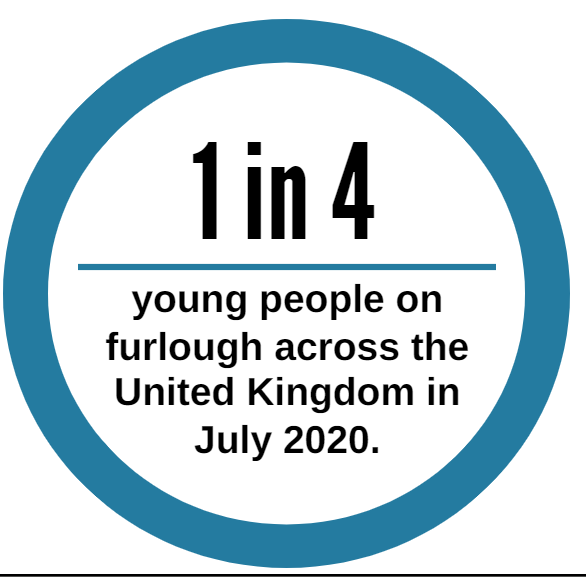 1 in 4
young people on
furlough across the
United Kingdom in
July 2020.